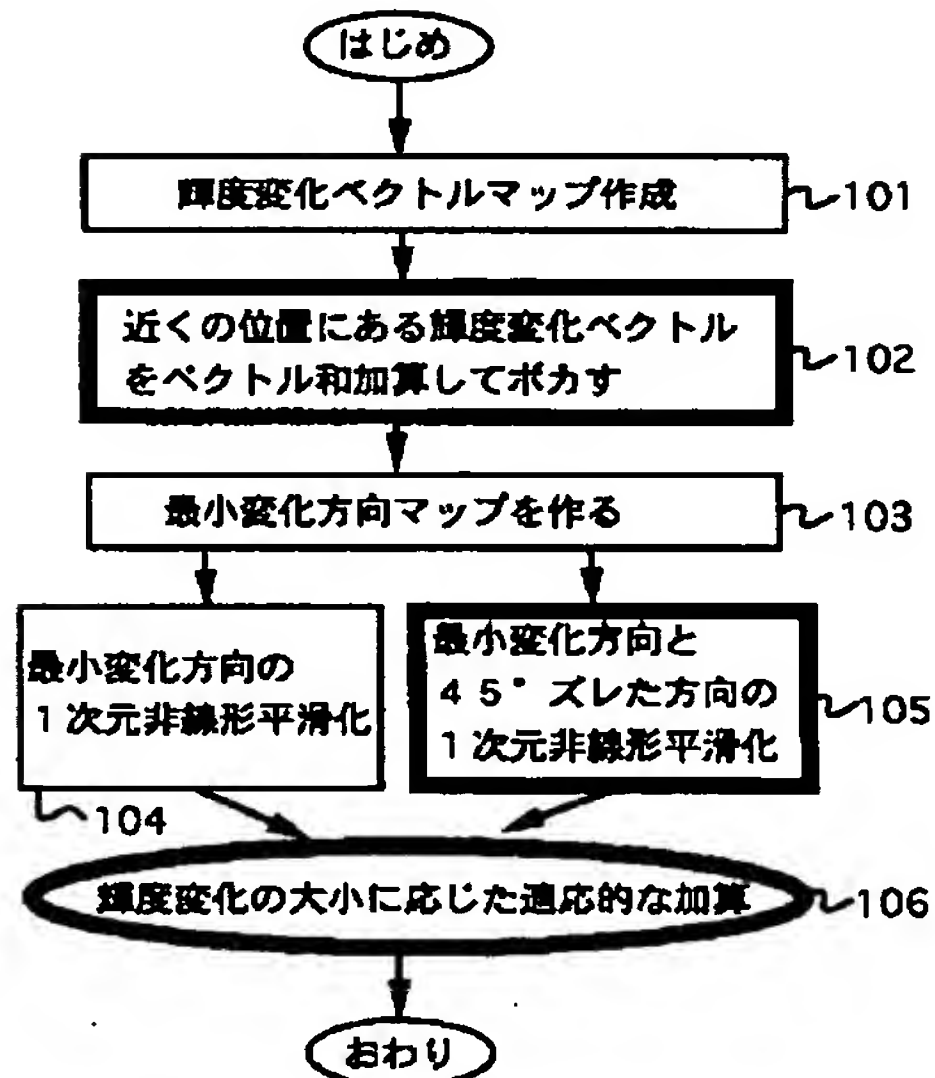 はじめ
輝度変化ベクトルマップ作成
101
近くの位置にある輝度変化ベクトル
をベクトル和加算してボカす
102
最小変化方向マップを作る
103
最小変化方向の
1次元非線形平滑化
104
最小変化方向と
45°ズレた方向の
1次元非線形平滑化
105
輝度変化の大小に応じた適応的な加算
106
おわり